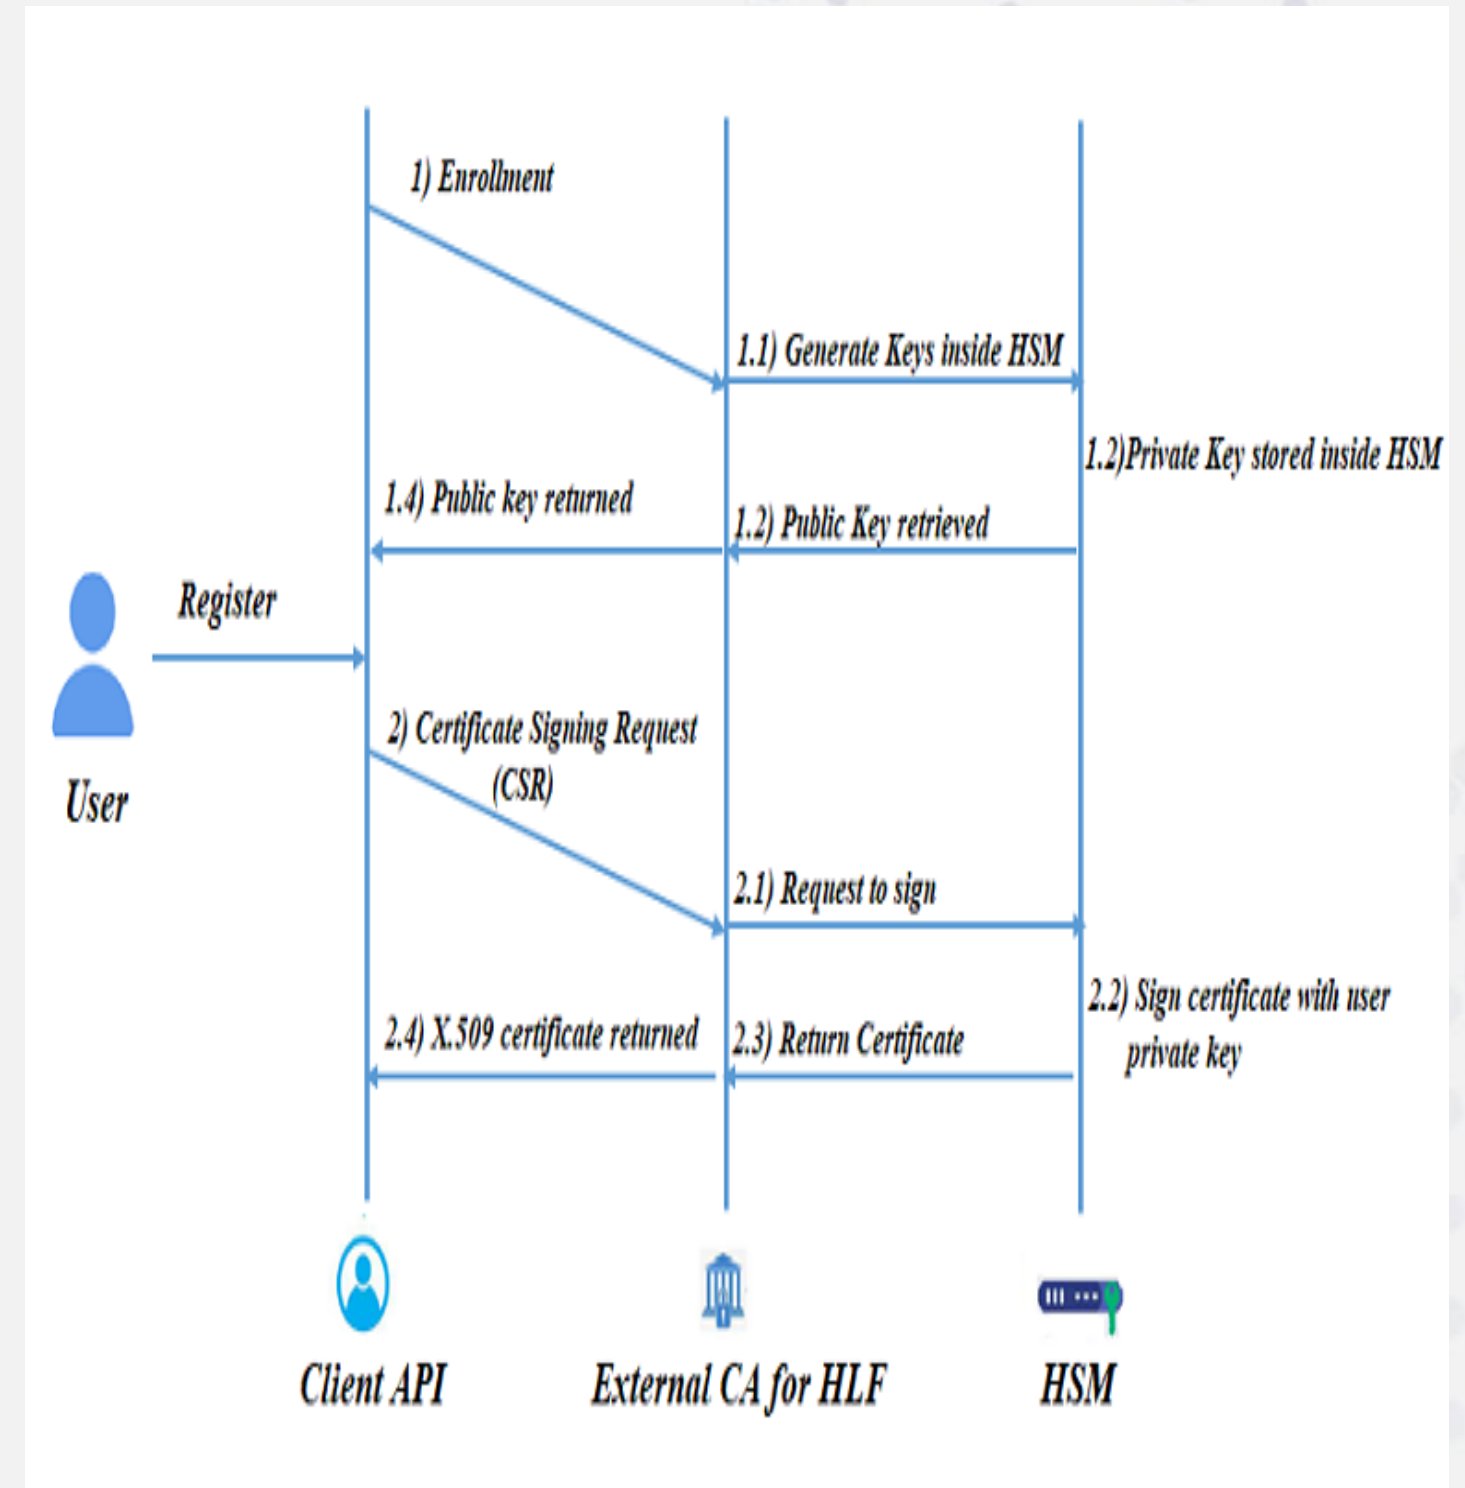 1) Enrollment
1.1) Generate Keys inside HSM
1.2)Private Key stored inside HSM
1.4) Public key returned
1.2) Public Key retrieved
Register
User
2) Certificate Signing Request
(CSR)
2.1) Request to sign
2.2) Sign certificate with user
private key
2.4) X.509 certificate returned
2.3) Return Certificate
Client API
External CA for HLF
HSM